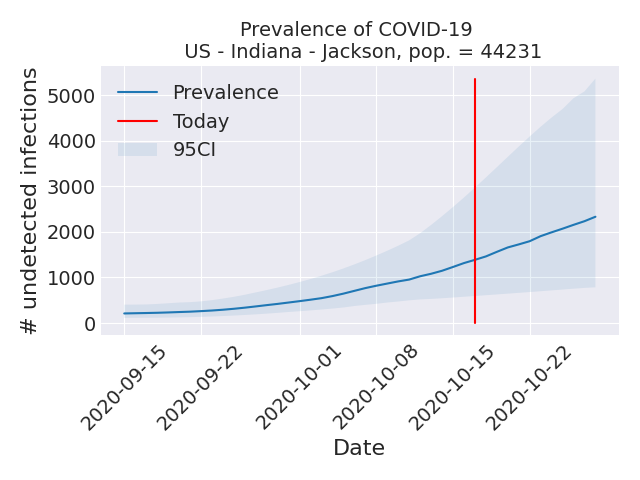 Prevalence of COVID-19
US - Indiana - Jackson, pop. = 44231
# undetected infections
5000
4000
3000
2000
1000
0
Prevalence
Today
95CI
2020-09-15
2020-09-22
2020-10-01
2020-10-08
2020-10-15
2020-10-22
Date